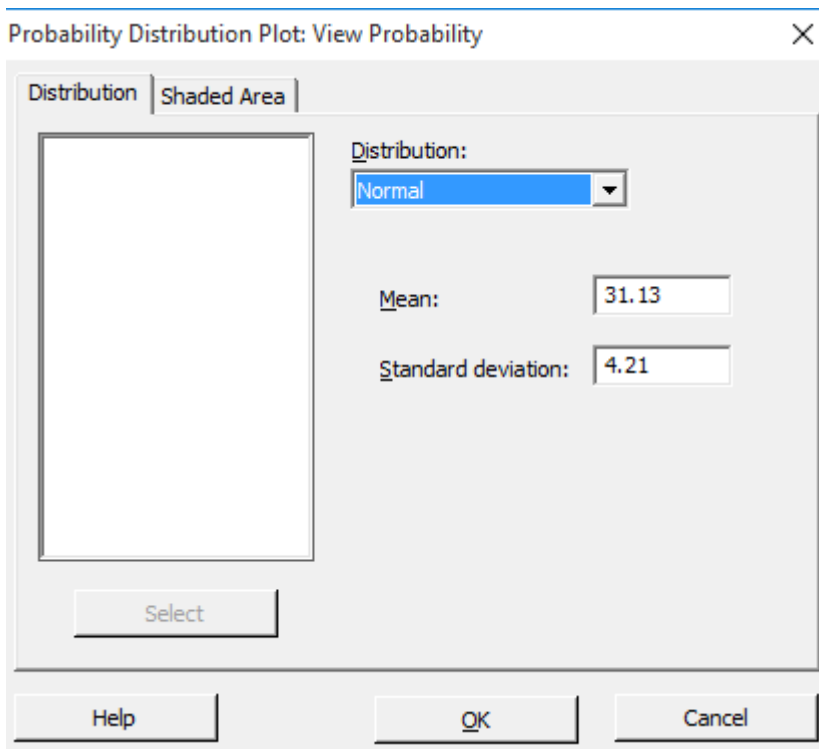 Probability Distribution Plot: View Probability
Distribution Shaded Area
Distribution:
Normal
Mean: 31.13
Standard deviation: 4.21
Select
Help OK Cancel